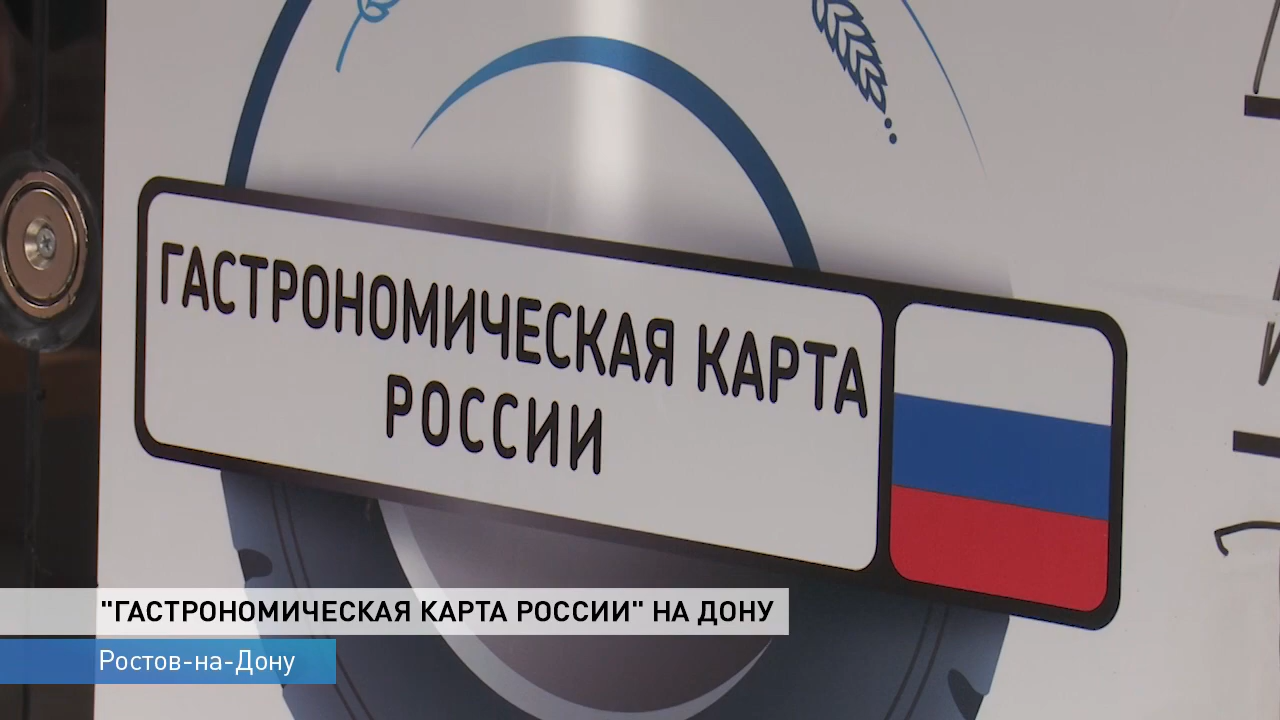 ГАСТРОНОМИЧЕСКАЯ КАРТА
РОССИИ
"ГАСТРОНОМИЧЕСКАЯ КАРТА РОССИИ" НА ДОНУ
Ростов-на-Дону